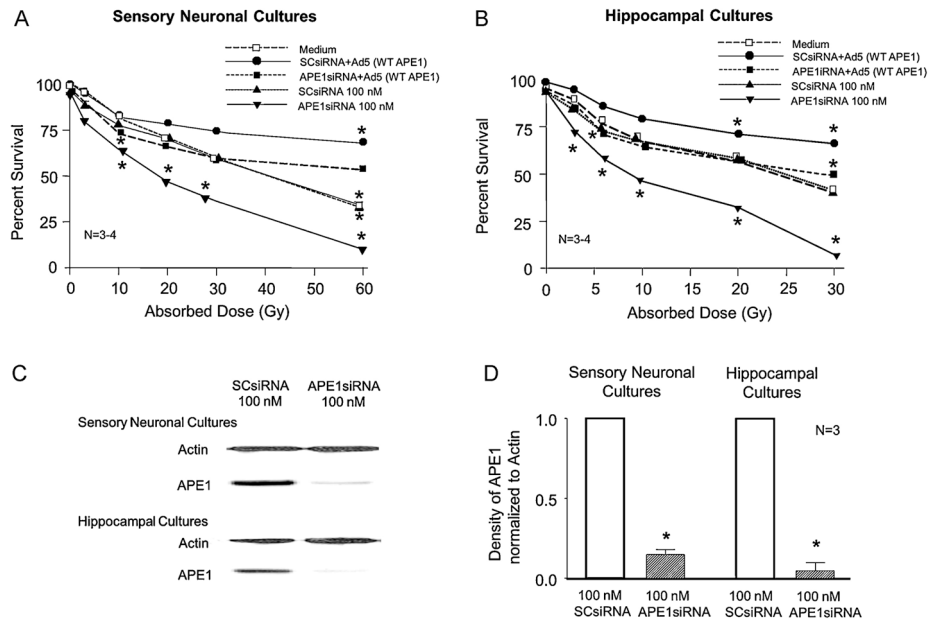 A
Sensory Neuronal Cultures
Medium
SCsiRNA+Ad5 (WT APE1)
APE1siRNA+Ad5 (WT APE1)
SCsiRNA 100 nM
APE1siRNA 100 nM
Percent Survival
100
75
50
25
0
* * * * * * * *
N=3-4
0 10 20 30 40 50 60
Absorbed Dose (Gy)
B
Hippocampal Cultures
Medium
SCsiRNA+Ad5 (WT APE1)
APE1iRNA+Ad5 (WT APE1)
SCsiRNA 100 nM
APE1siRNA 100 nM
Percent Survival
100
75
50
25
0
* * * * * * * * *
N=3-4
0 5 10 15 20 25 30
Absorbed Dose (Gy)
C
SCsiRNA APE1siRNA
100 nM 100 nM
Sensory Neuronal Cultures
Actin
APE1
Hippocampal Cultures
Actin
APE1
D
Sensory Neuronal
Cultures
Hippocampal
Cultures
Density of APE1
normalized to Actin
1.0
0.5
0.0
N=3
*
*
100 nM 100 nM 100 nM 100 nM
SCsiRNA APE1siRNA SCsiRNA APE1siRNA